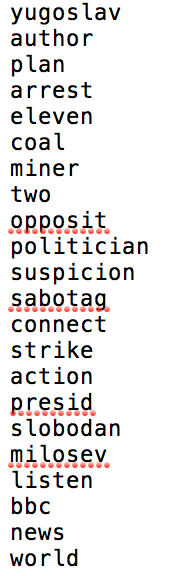 yugoslav
author
plan
arrest
eleven
coal
miner
two
opposit
politician
suspicion
sabotag
connect
strike
action
presid
slobodan
milosev
listen
bbc
news
world